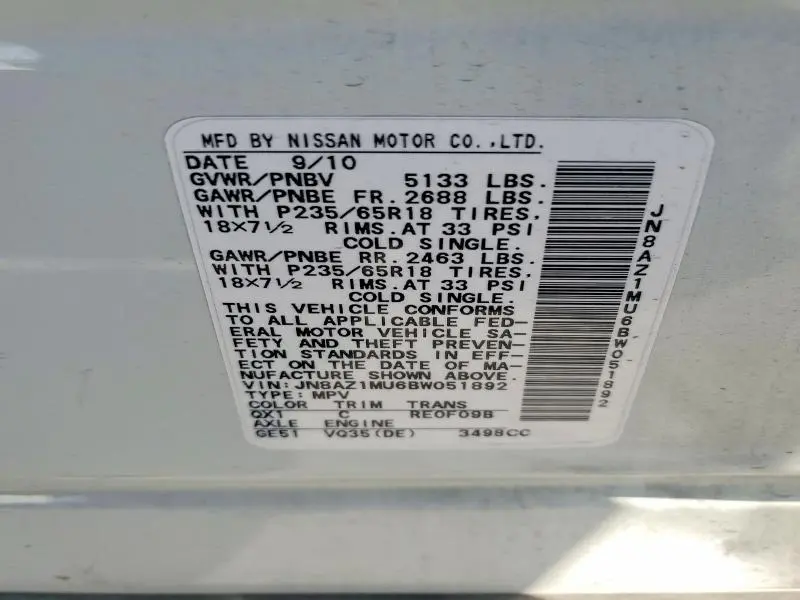 MFD BY NISSAN MOTOR CO.,LTD.
DATE 9/10
GVWR/PNBV 5133 LBS.
GAWR/PNBE FR. 2688 LBS.
WITH P235/65R18 TIRES.
18X7½ RIMS. AT 33 PSI
COLD SINGLE.
GAWR/PNBE RR. 2463 LBS.
WITH P235/65R18 TIRES.
18X7½ RIMS. AT 33 PSI
COLD SINGLE.
THIS VEHICLE CONFORMS
TO ALL APPLICABLE FED-
ERAL MOTOR VEHICLE SA-
FETY AND THEFT PREVEN-
TION STANDARDS IN EFF-
ECT ON THE DATE OF MA-
NUFACTURE SHOWN ABOVE.
VIN: JN8AZ1MU6BW051892
TYPE: MPV
COLOR TRIM TRANS
QX1 C RE0F09B
AXLE ENGINE
GE51 VQ35(DE) 3498CC
JN8AZ1MU6BW051892